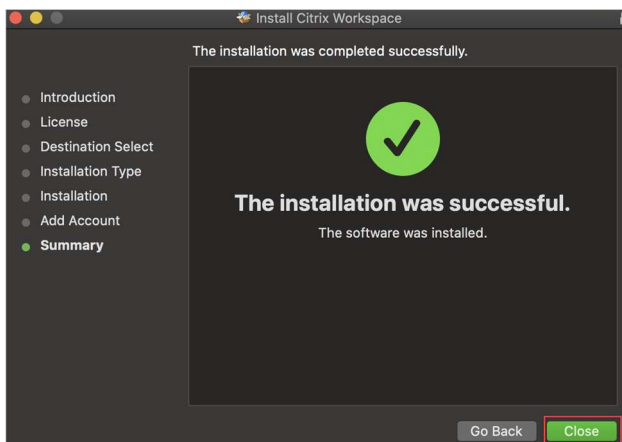 Install Citrix Workspace
The installation was completed successfully.
Introduction
License
Destination Select
Installation Type
Installation
Add Account
Summary
The installation was successful.
The software was installed.
Go Back
Close